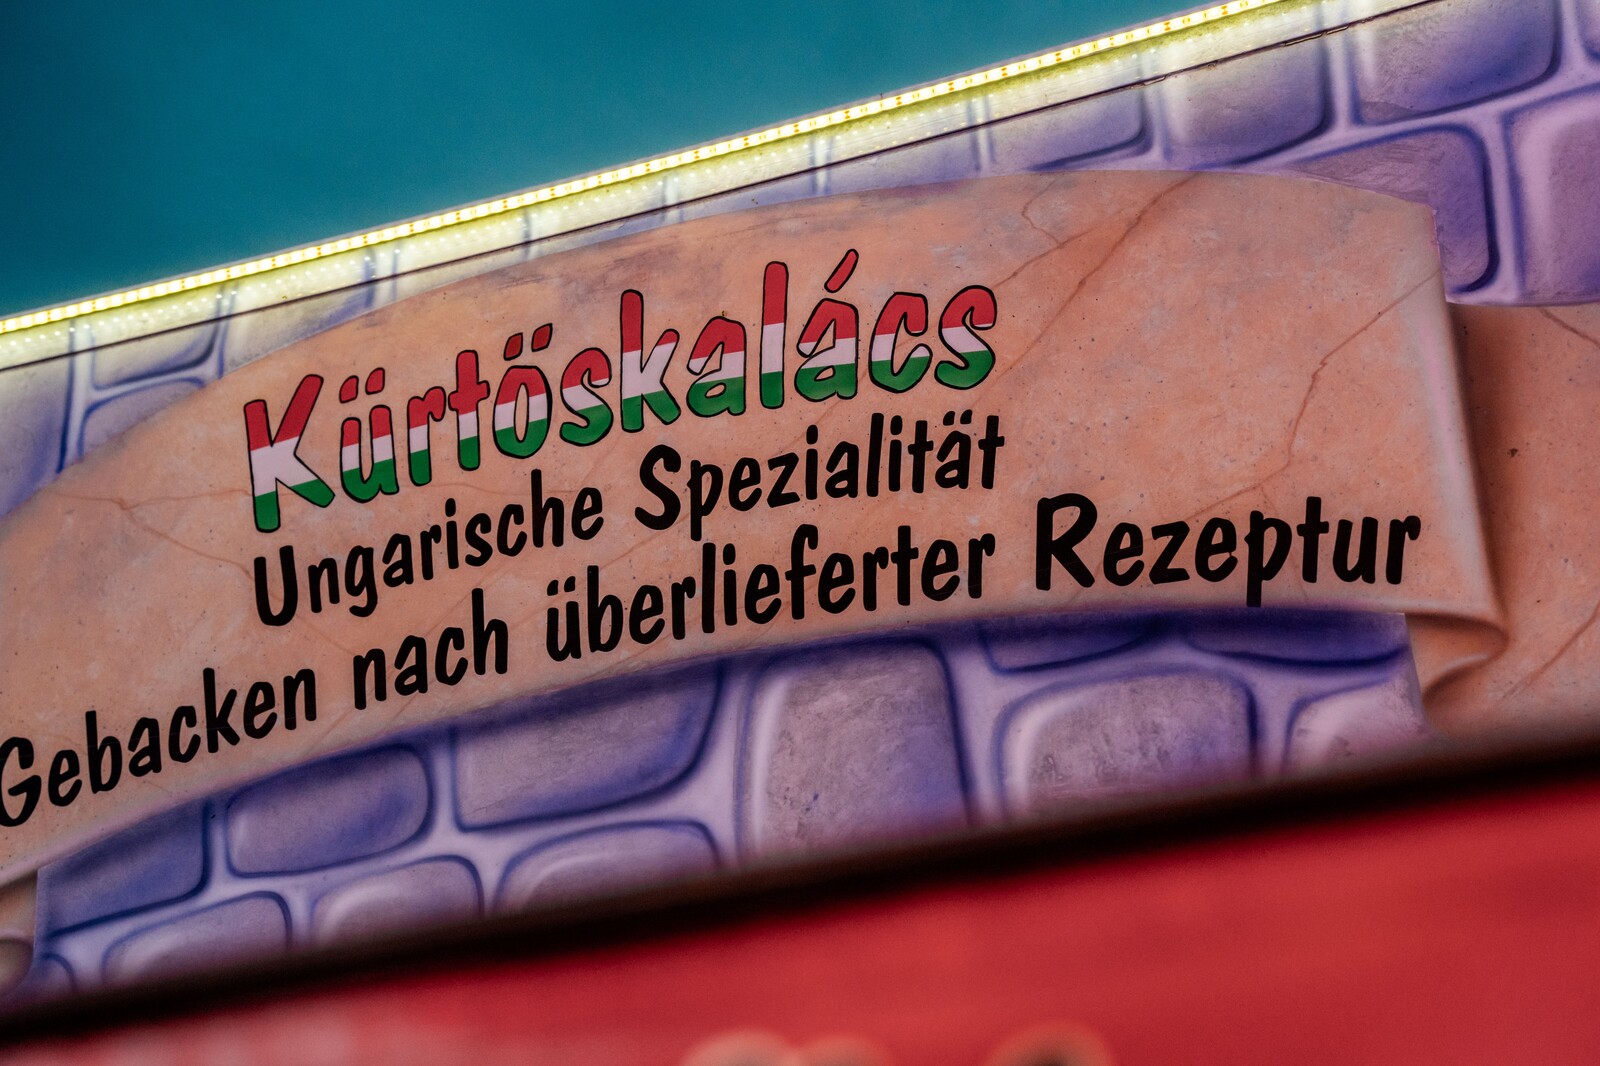 Kürtöskalács
Ungarische Spezialität
Gebacken nach überlieferter Rezeptur